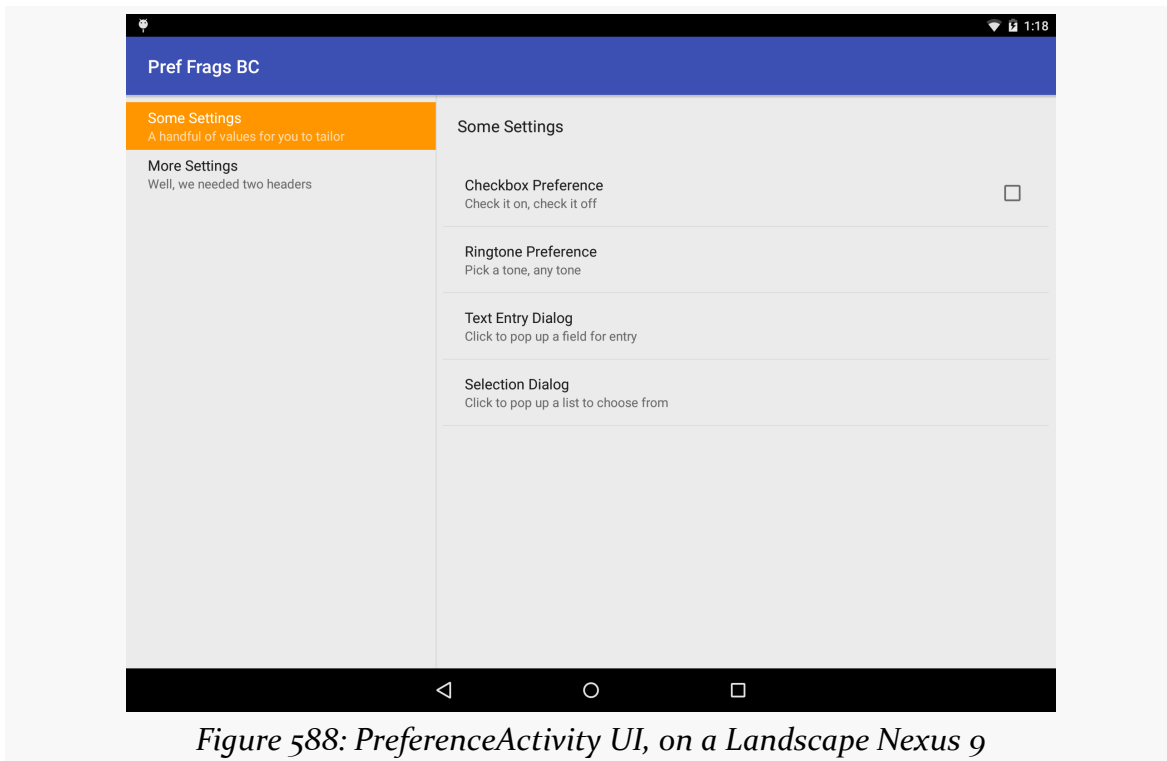 1:18
Pref Frags BC
Some Settings
A handful of values for you to tailor
More Settings
Well, we needed two headers
Some Settings
Checkbox Preference
Check it on, check it off
Ringtone Preference
Pick a tone, any tone
Text Entry Dialog
Click to pop up a field for entry
Selection Dialog
Click to pop up a list to choose from
Figure 588: PreferenceActivity UI, on a Landscape Nexus 9